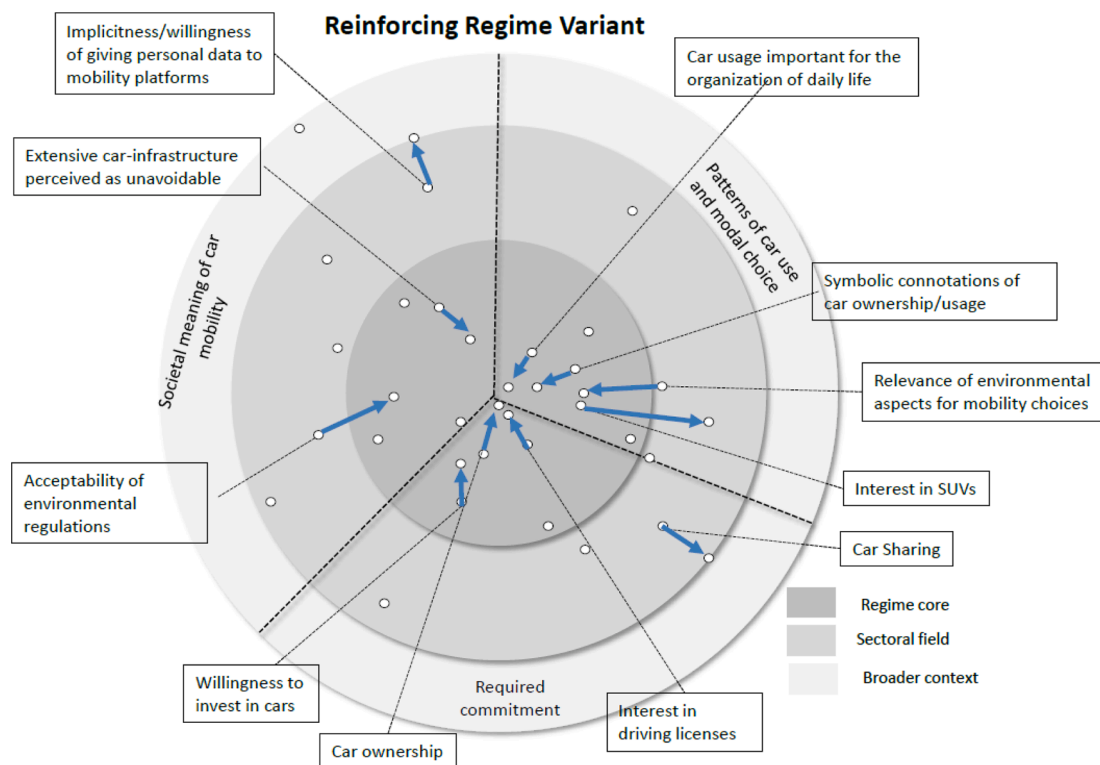 Reinforcing Regime Variant
Implicitness/willingness
of giving personal data to
mobility platforms
Car usage important for the
organization of daily life
Extensive car-infrastructure
perceived as unavoidable
Patterns of car use
and modal choice
Societal meaning of car
mobility
Symbolic connotations of
car ownership/usage
Relevance of environmental
aspects for mobility choices
Acceptability of
environmental
regulations
Interest in SUVs
Car Sharing
Regime core
Sectoral field
Broader context
Willingness to
invest in cars
Required
commitment
Interest in
driving licenses
Car ownership